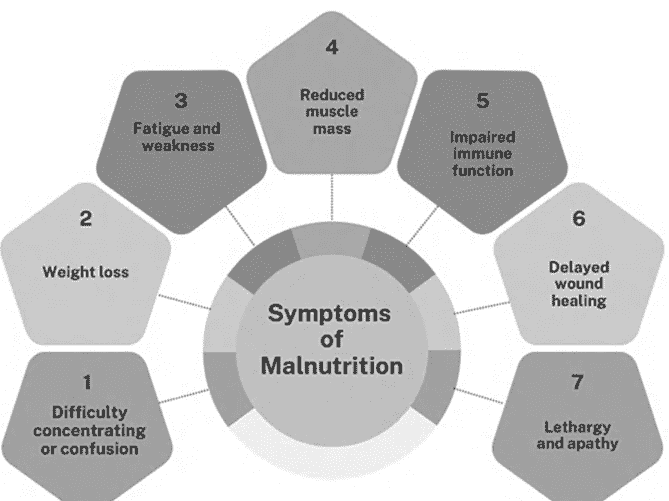 4
Reduced
muscle
mass
3
Fatigue and
weakness
5
Impaired
immune
function
2
Weight loss
6
Delayed
wound
healing
Symptoms
of
Malnutrition
1
Difficulty
concentrating
or confusion
7
Lethargy
and apathy